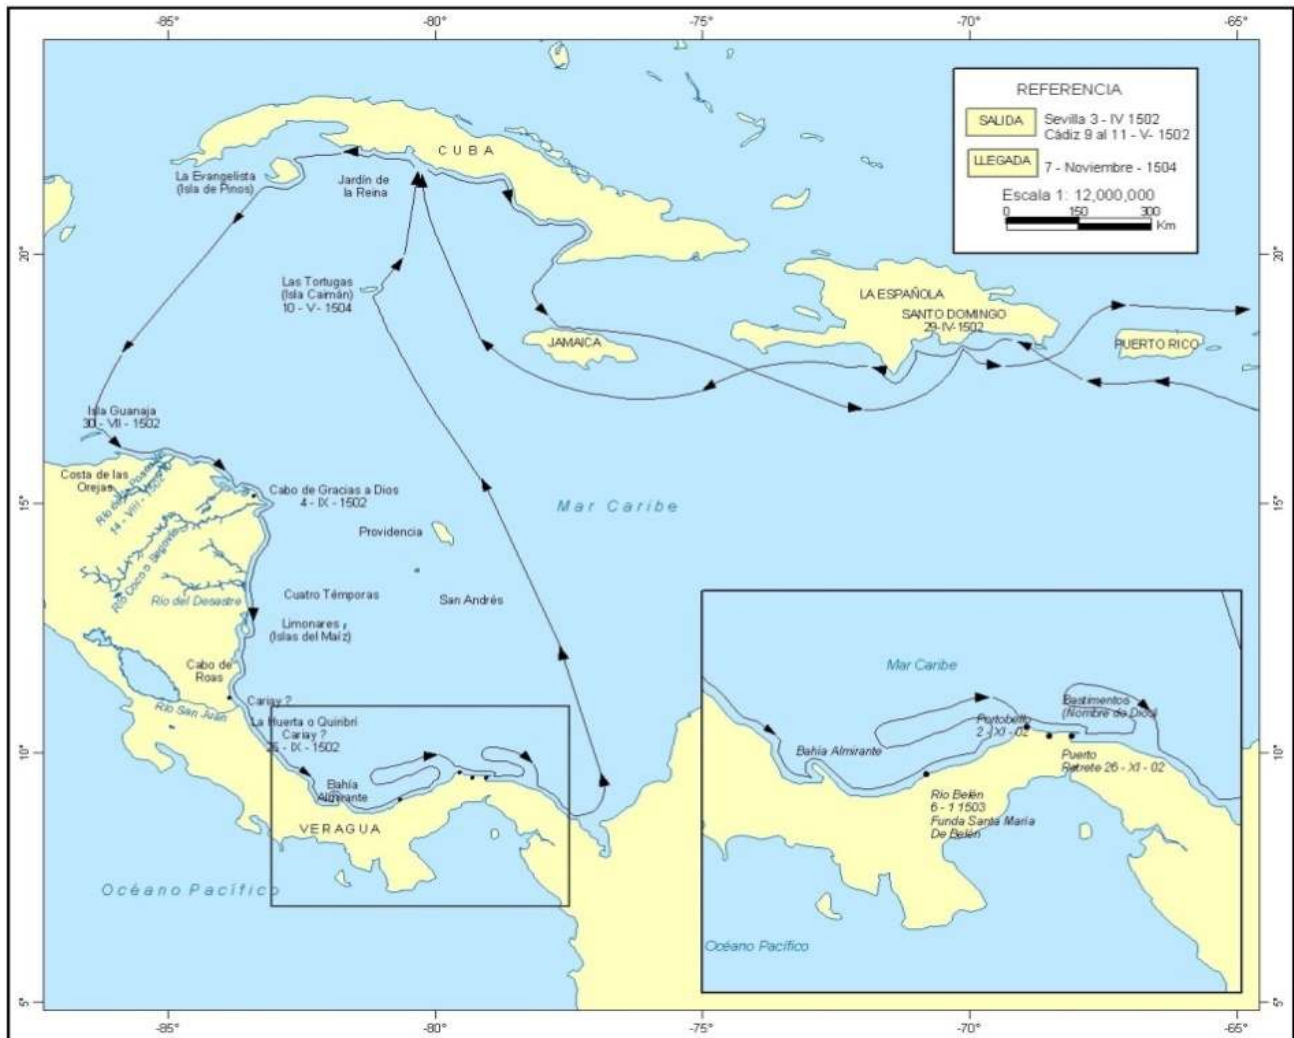 -85°
-80°
-75°
-70°
-65°
REFERENCIA
SALIDA
Sevilla 3 - IV 1502
Cádiz 9 al 11 - V- 1502
LLEGADA
7 - Noviembre - 1504
Escala 1: 12,000,000
0 150 300
Km
CUBA
La Evangelista
(Isla de Pinos)
Jardín de
la Reina
20°
20°
Las Tortugas
(Isla Caimán)
10 - V - 1504
LA ESPAÑOLA
SANTO DOMINGO
29-IV-1502
JAMAICA
PUERTO RICO
Isla Guanaja
30 - VII - 1502
Costa de las
Orejas
14 - VIII - 1502
Cabo de Gracias a Dios
4 - IX - 1502
15°
15°
Mar Caribe
Providencia
Río Coco o Segovia
Río del Desastre
Cuatro Témporas
San Andrés
Limonares
(Islas del Maíz)
Cabo de
Roas
Cariay ?
Río San Juan
La Huerta o Quiribrí
Cariay ?
25 - IX - 1502
10°
10°
Bahía
Almirante
VERAGUA
Océano Pacífico
Mar Caribe
Bastimentos
(Nombre de Dios)
Portobello
2 - XI - 02
Bahía Almirante
Puerto
Retrete 26 - XI - 02
Río Belén
6 - 1 1503
Funda Santa María
De Belén
Océano Pacífico
5°
5°
-85°
-80°
-75°
-70°
-65°